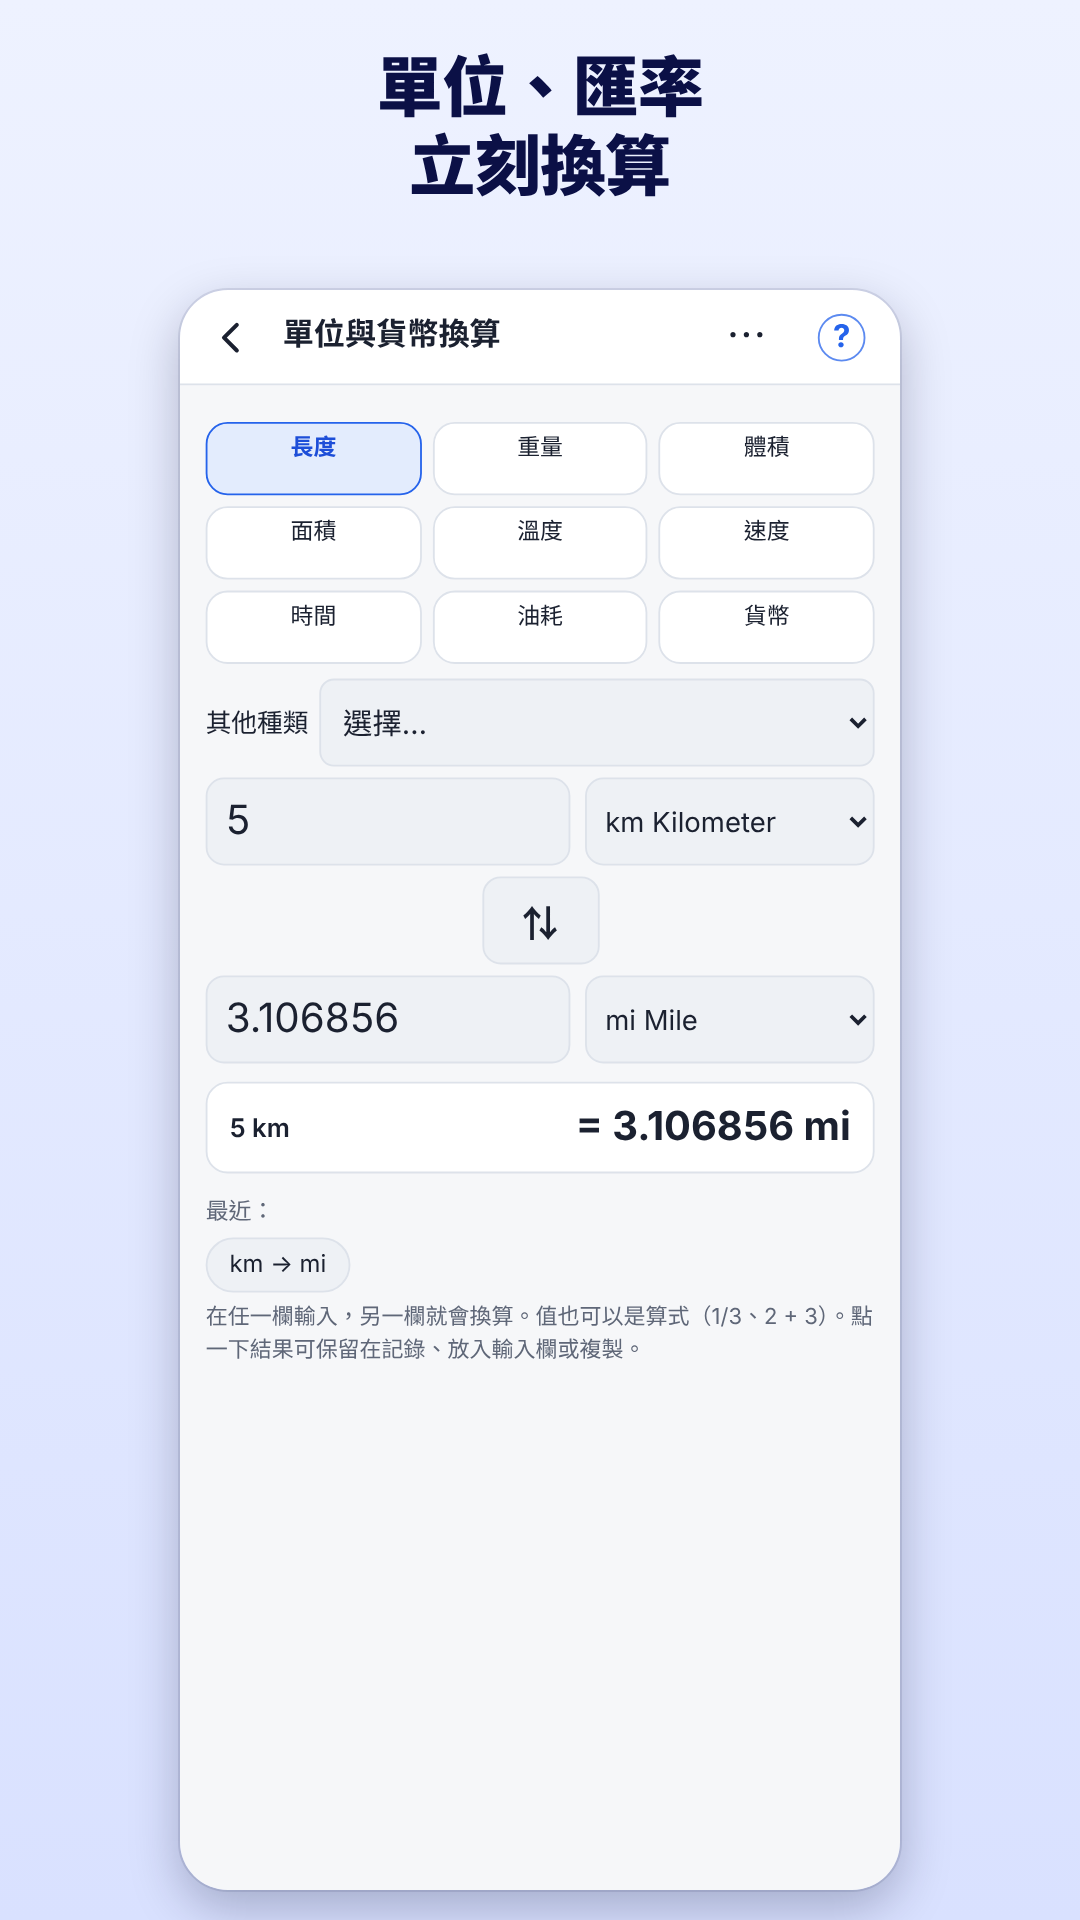 單位、匯率
立刻換算
單位與貨幣換算
?
長度
重量
體積
面積
溫度
速度
時間
油耗
貨幣
其他種類
選擇...
5
km Kilometer
3.106856
mi Mile
5 km
= 3.106856 mi
最近：
km → mi
在任一欄輸入，另一欄就會換算。值也可以是算式（1/3、2 + 3）。點
一下結果可保留在記錄、放入輸入欄或複製。